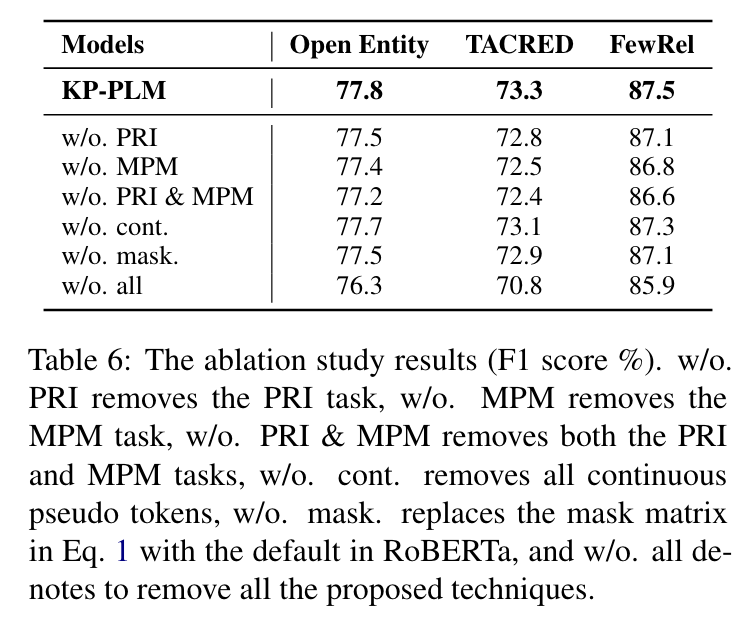 Models Open Entity TACRED FewRel
KP-PLM 77.8 73.3 87.5
w/o. PRI 77.5 72.8 87.1
w/o. MPM 77.4 72.5 86.8
w/o. PRI & MPM 77.2 72.4 86.6
w/o. cont. 77.7 73.1 87.3
w/o. mask. 77.5 72.9 87.1
w/o. all 76.3 70.8 85.9
Table 6: The ablation study results (F1 score %). w/o.
PRI removes the PRI task, w/o. MPM removes the
MPM task, w/o. PRI & MPM removes both the PRI
and MPM tasks, w/o. cont. removes all continuous
pseudo tokens, w/o. mask. replaces the mask matrix
in Eq. 1 with the default in RoBERTa, and w/o. all de-
notes to remove all the proposed techniques.